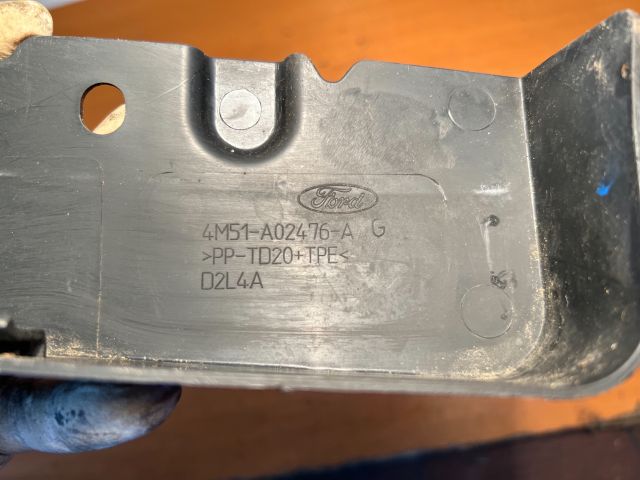 Ford
4M51-A02476-A G
>PP-TD20+TPE<
D2L4A